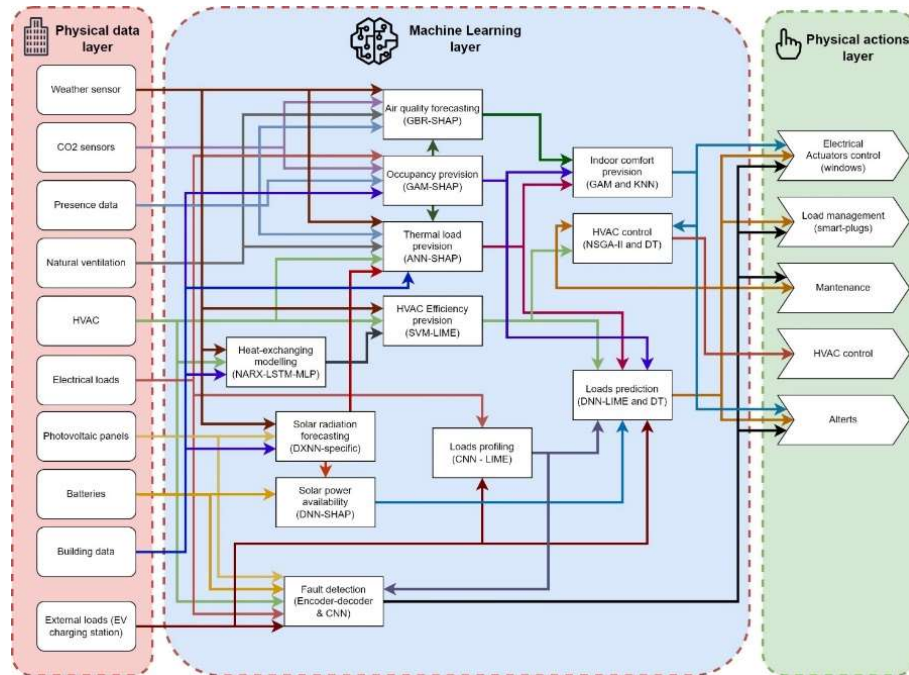 Physical data
layer
Machine Learning
layer
Physical actions
layer
Weather sensor
CO2 sensors
Presence data
Natural ventilation
HVAC
Electrical loads
Photovoltaic panels
Batteries
Building data
External loads (EV
charging station)
Air quality forecasting
(GBR-SHAP)
Occupancy prevision
(GAM-SHAP)
Thermal load
prevision
(ANN-SHAP)
HVAC Efficiency
prevision
(SVM-LIME)
Heat-exchanging
modelling
(NARX-LSTM-MLP)
Solar radiation
forecasting
(DXNN-specific)
Solar power
availability
(DNN-SHAP)
Fault detection
(Encoder-decoder
& CNN)
Loads profiling
(CNN - LIME)
Indoor comfort
prevision
(GAM and KNN)
HVAC control
(NSGA-II and DT)
Loads prediction
(DNN-LIME and DT)
Electrical
Actuators control
(windows)
Load management
(smart-plugs)
Mantenance
HVAC control
Alterts